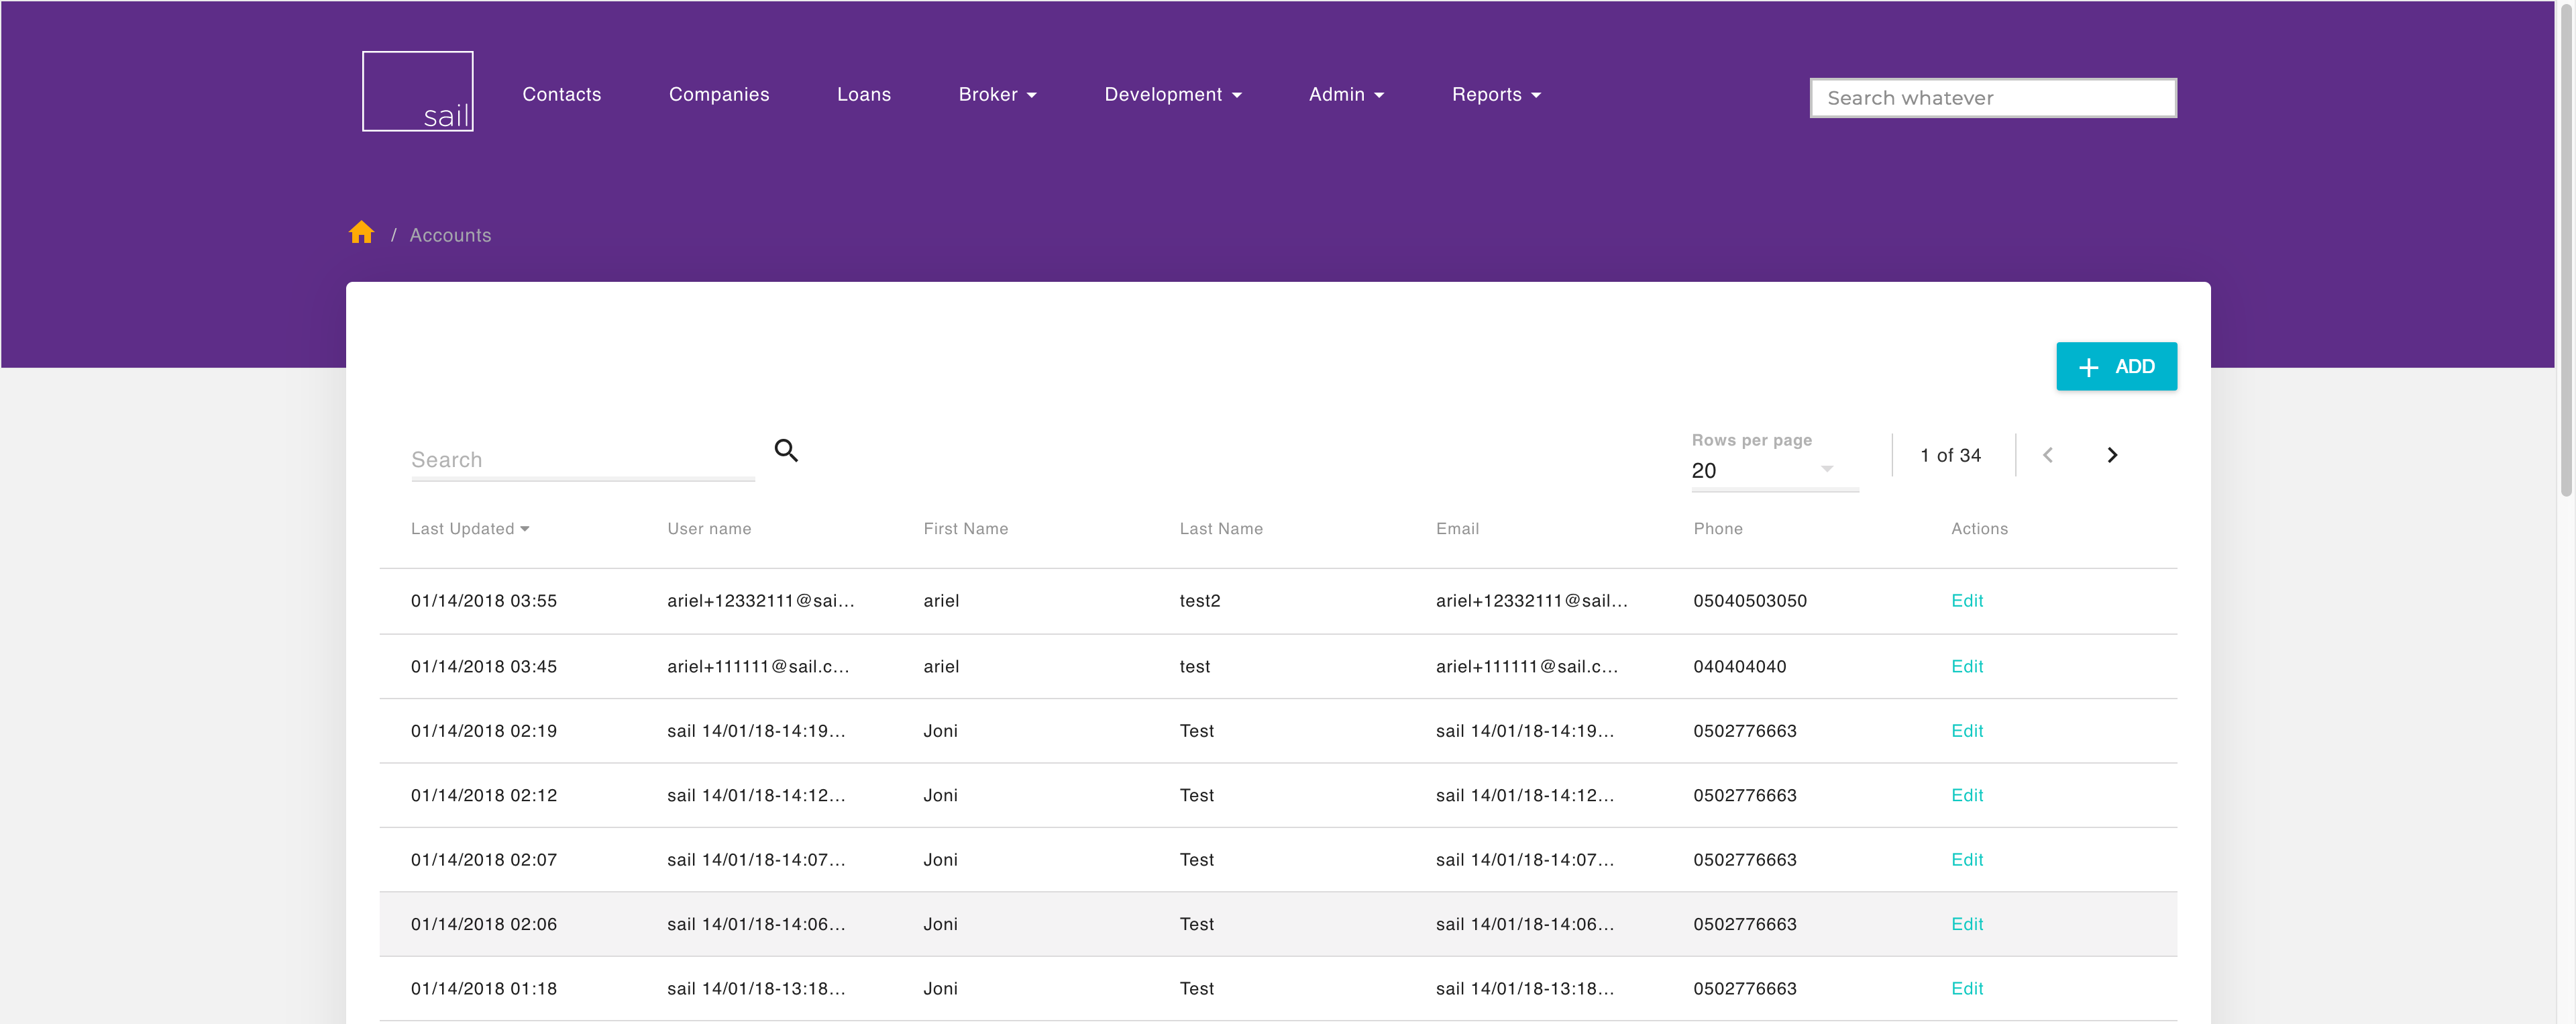 sail
Contacts Companies Loans Broker Development Admin Reports
Search whatever
/ Accounts
+ ADD
Search
Rows per page
20
1 of 34
Last Updated User name First Name Last Name Email Phone Actions
01/14/2018 03:55 ariel+12332111@sai... ariel test2 ariel+12332111@sail... 05040503050 Edit
01/14/2018 03:45 ariel+111111@sail.c... ariel test ariel+111111@sail.c... 040404040 Edit
01/14/2018 02:19 sail 14/01/18-14:19... Joni Test sail 14/01/18-14:19... 0502776663 Edit
01/14/2018 02:12 sail 14/01/18-14:12... Joni Test sail 14/01/18-14:12... 0502776663 Edit
01/14/2018 02:07 sail 14/01/18-14:07... Joni Test sail 14/01/18-14:07... 0502776663 Edit
01/14/2018 02:06 sail 14/01/18-14:06... Joni Test sail 14/01/18-14:06... 0502776663 Edit
01/14/2018 01:18 sail 14/01/18-13:18... Joni Test sail 14/01/18-13:18... 0502776663 Edit